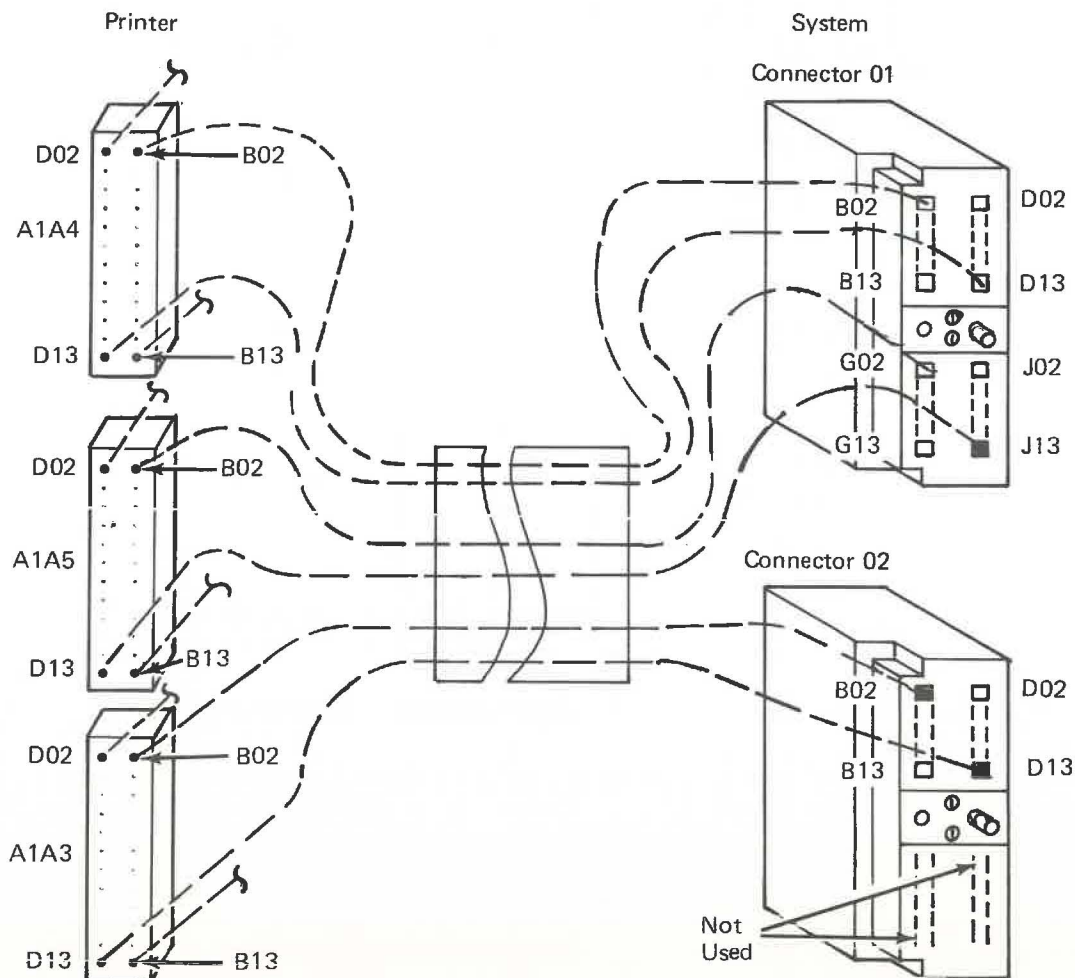 Printer
System
Connector 01
D02
B02
A1A4
D13
B13
B02
D02
B13
D13
G02
J02
G13
J13
D02
B02
A1A5
D13
B13
Connector 02
B02
D02
B13
D13
D02
B02
A1A3
D13
B13
Not
Used